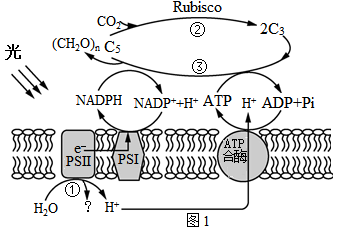 Rubisco
CO₂
②
2C₃
(CH₂O)ₙ C₅
③
光
NADPH
NADP⁺+H⁺
ATP
H⁺
ADP+Pi
e⁻
PSII
PSI
ATP
合酶
①
H₂O
?
H⁺
图1